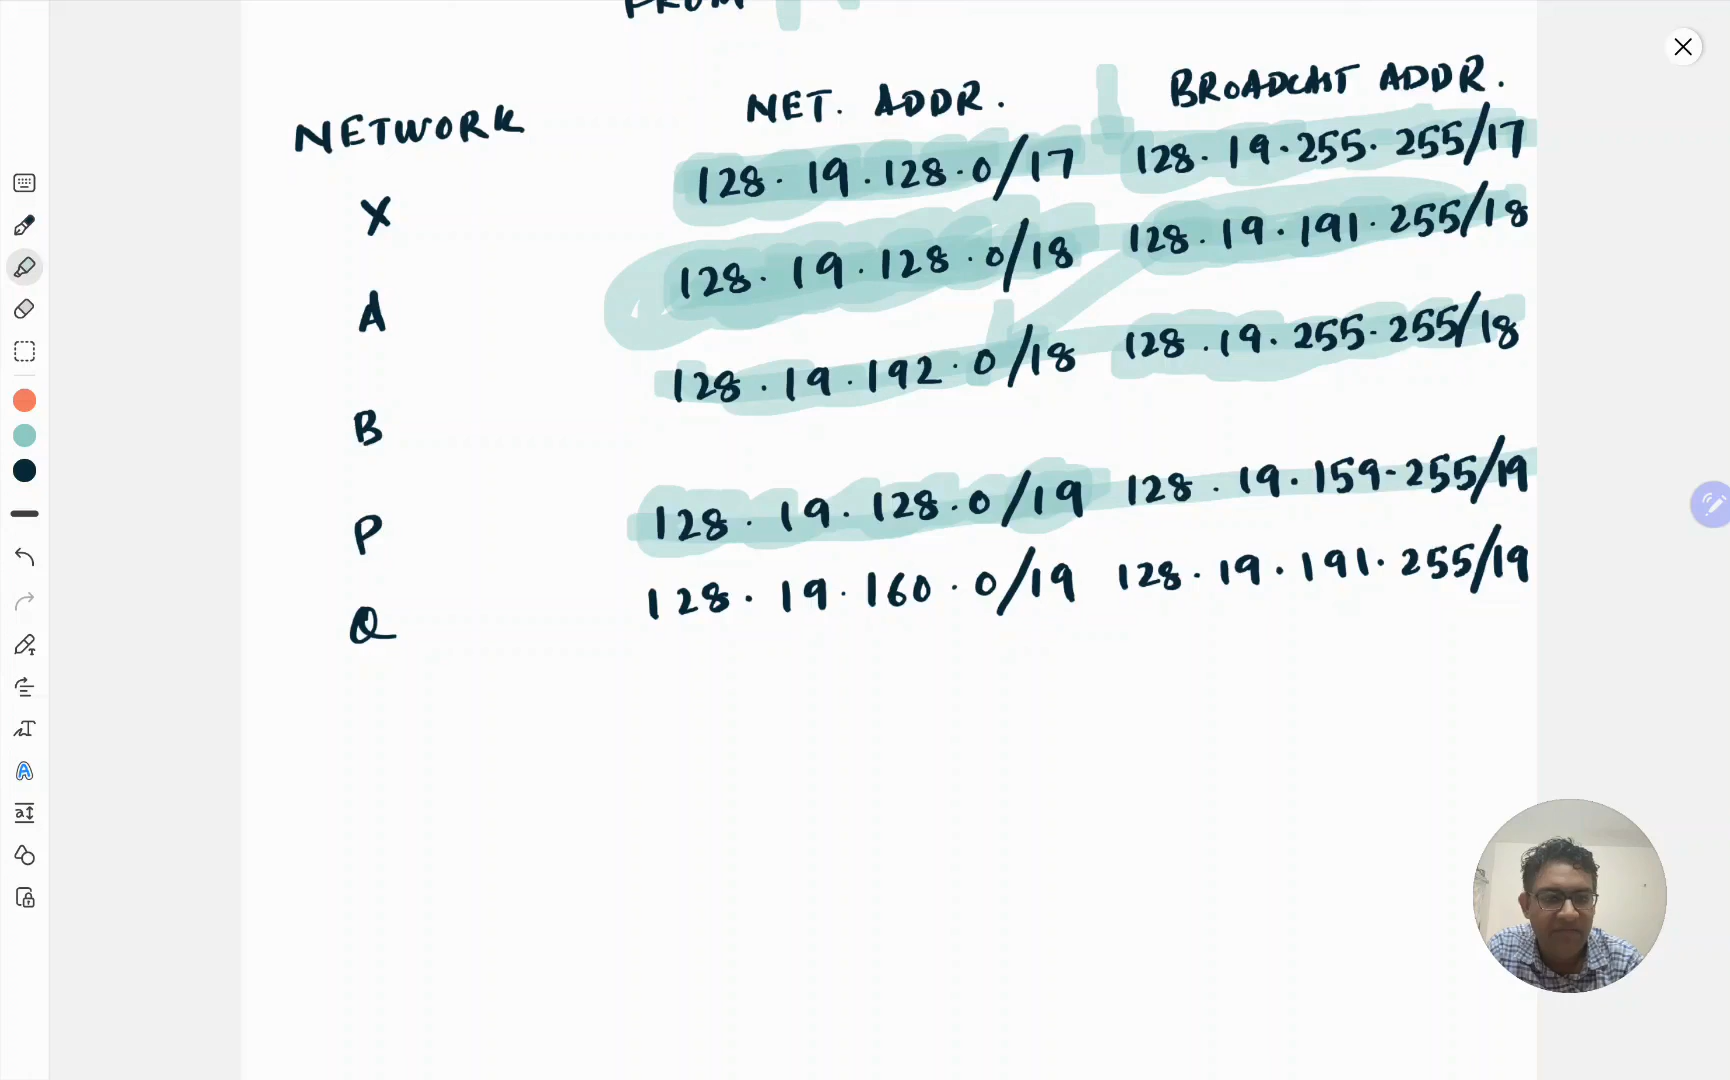 FROM
NETWORK NET. ADDR. BROADCAST ADDR.
X 128.19.128.0/17 128.19.255.255/17
A 128.19.128.0/18 128.19.191.255/18
B 128.19.192.0/18 128.19.255.255/18
P 128.19.128.0/19 128.19.159.255/19
Q 128.19.160.0/19 128.19.191.255/19